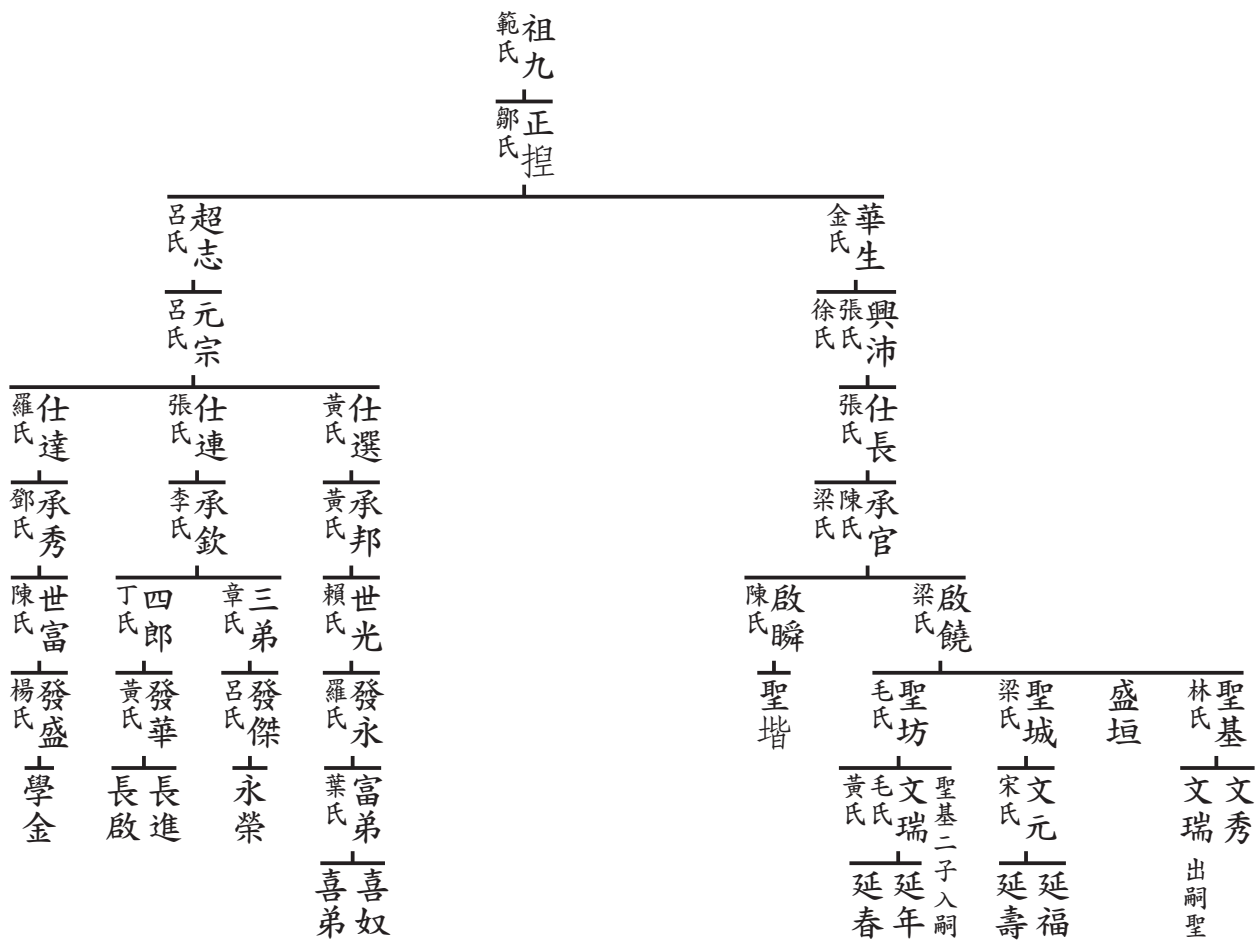 祖九
範氏
正揑
鄒氏
華生
金氏
超志
呂氏
興沛
張氏
徐氏
元宗
呂氏
仕長
張氏
仕選
黃氏
仕連
張氏
仕達
羅氏
承官
陳氏
梁氏
承邦
黃氏
承欽
李氏
承秀
鄧氏
啟饒
梁氏
啟瞬
陳氏
世光
賴氏
三弟
章氏
四郎
丁氏
世富
陳氏
聖基
林氏
盛垣
聖城
梁氏
聖坊
毛氏
聖堦
發永
羅氏
發傑
呂氏
發華
黃氏
發盛
楊氏
文秀
文瑞
出嗣聖
文元
宋氏
聖基二子入嗣
文瑞
毛氏
黃氏
富弟
葉氏
永榮
長進
長啟
學金
延福
延壽
延年
延春
喜奴
喜弟